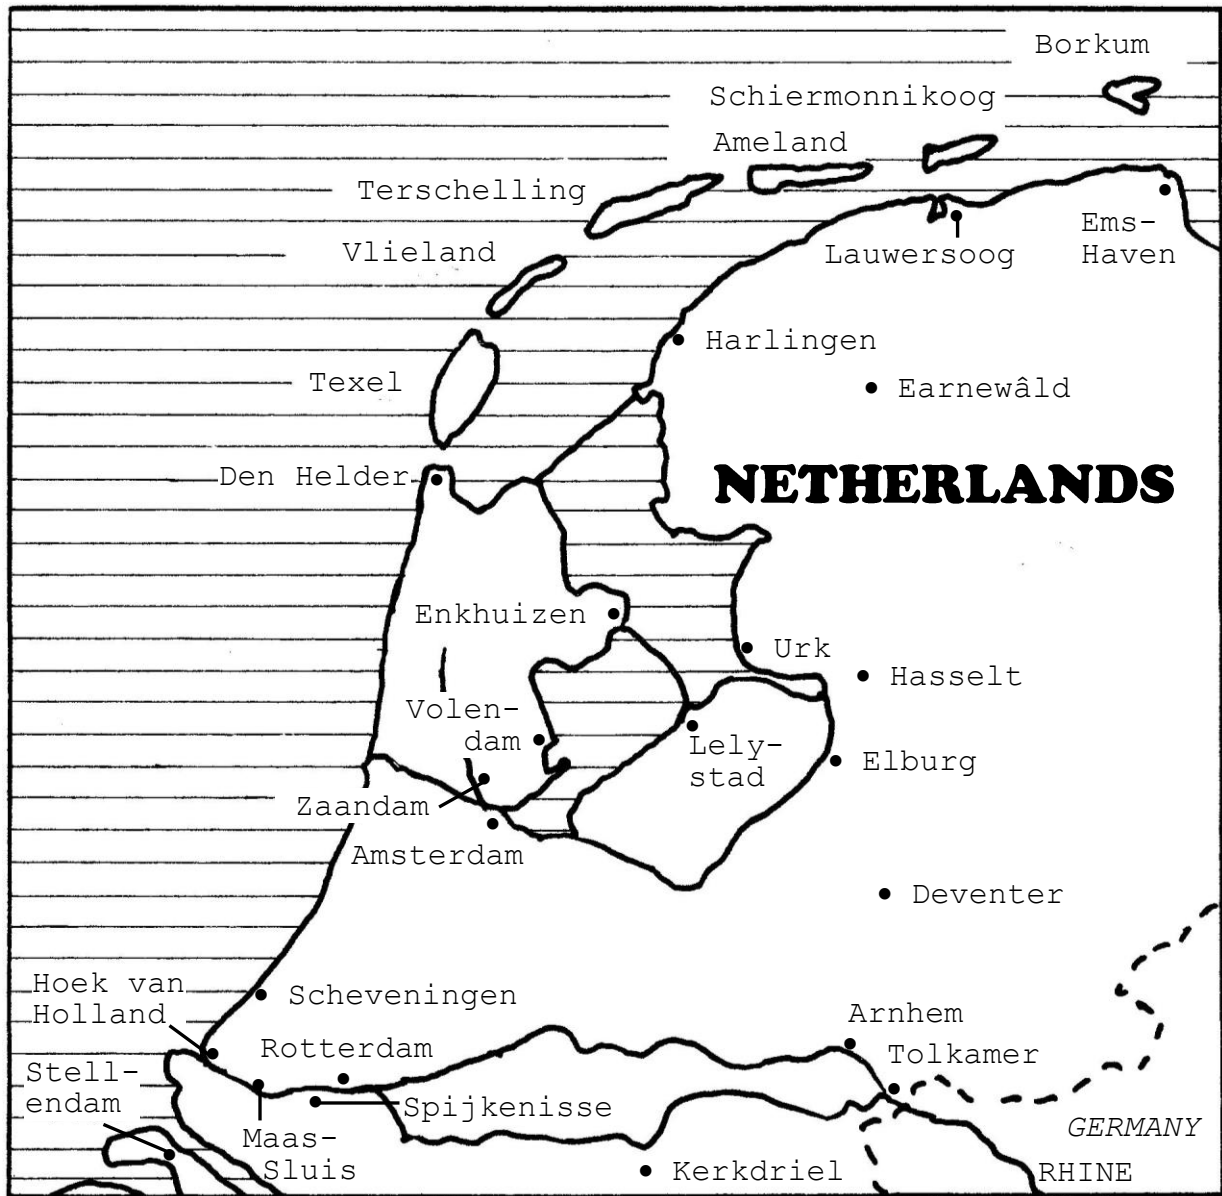 Borkum
Schiermonnikoog
Ameland
Terschelling
Vlieland
Ems-
Haven
Lauwersoog
Harlingen
Texel
Earnewâld
Den Helder
NETHERLANDS
Enkhuizen
Urk
Hasselt
Volen-
dam
Lely-
stad
Elburg
Zaandam
Amsterdam
Deventer
Hoek van
Holland
Scheveningen
Arnhem
Rotterdam
Tolkamer
Stell-
endam
Spijkenisse
GERMANY
Maas-
Sluis
Kerkdriel
RHINE